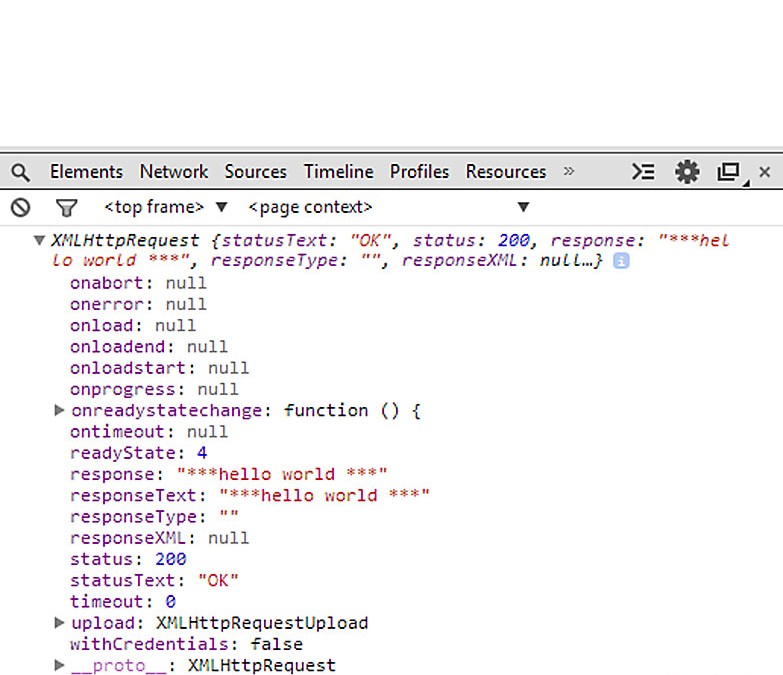 Elements Network Sources Timeline Profiles Resources »
<top frame> ▼ <page context> ▼
▼ XMLHttpRequest {statusText: "OK", status: 200, response: "***hel
lo world ***", responseType: "", responseXML: null…} i
onabort: null
onerror: null
onload: null
onloadend: null
onloadstart: null
onprogress: null
▶ onreadystatechange: function () {
ontimeout: null
readyState: 4
response: "***hello world ***"
responseText: "***hello world ***"
responseType: ""
responseXML: null
status: 200
statusText: "OK"
timeout: 0
▶ upload: XMLHttpRequestUpload
withCredentials: false
▶ __proto__: XMLHttpRequest